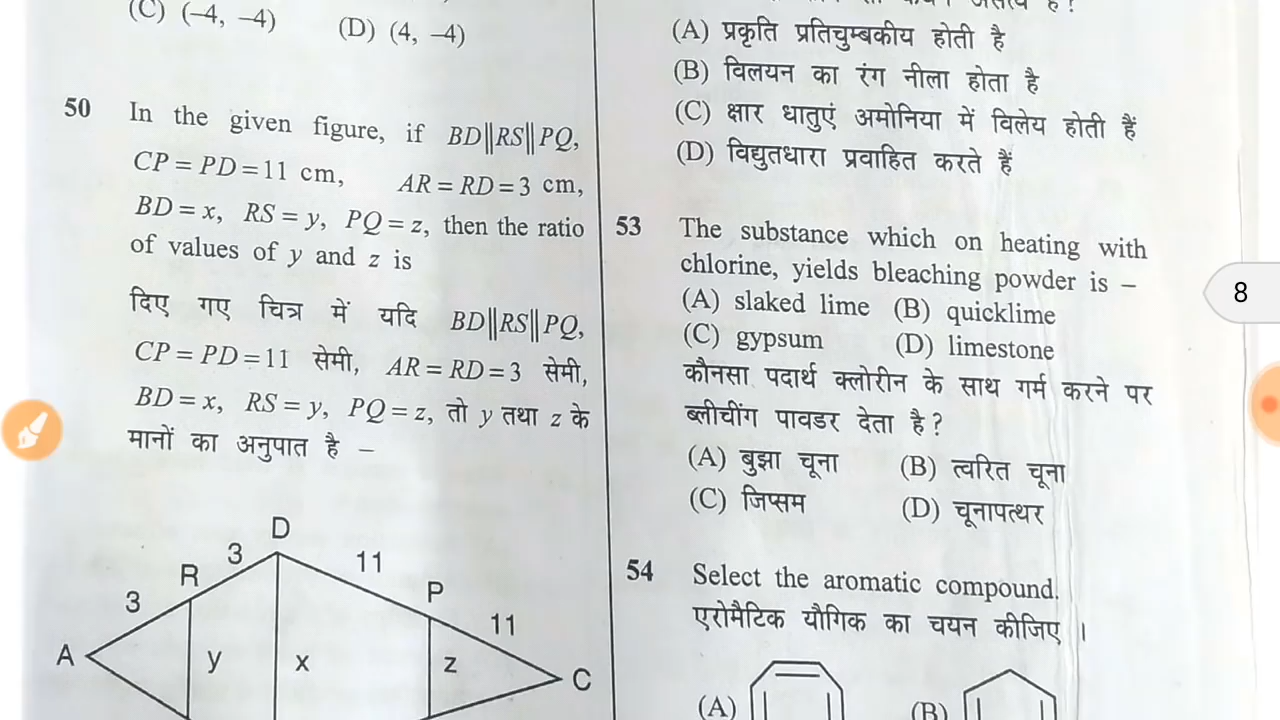 (C) (–4, –4) (D) (4, –4)
50 In the given figure, if BD||RS||PQ,
CP = PD = 11 cm, AR = RD = 3 cm,
BD = x, RS = y, PQ = z, then the ratio
of values of y and z is
दिए गए चित्र में यदि BD||RS||PQ,
CP = PD = 11 सेमी, AR = RD = 3 सेमी,
BD = x, RS = y, PQ = z, तो y तथा z के
मानों का अनुपात है –
D
3
11
R
P
3
11
A
y
x
z
C
(A) प्रकृति प्रतिचुम्बकीय होती है
(B) विलयन का रंग नीला होता है
(C) क्षार धातुएं अमोनिया में विलेय होती हैं
(D) विद्युतधारा प्रवाहित करते हैं
53 The substance which on heating with
chlorine, yields bleaching powder is –
(A) slaked lime (B) quicklime
(C) gypsum (D) limestone
कौनसा पदार्थ क्लोरीन के साथ गर्म करने पर
ब्लीचींग पावडर देता है?
(A) बुझा चूना (B) त्वरित चूना
(C) जिप्सम (D) चूनापत्थर
54 Select the aromatic compound.
एरोमैटिक यौगिक का चयन कीजिए ।
(A) (B)
8